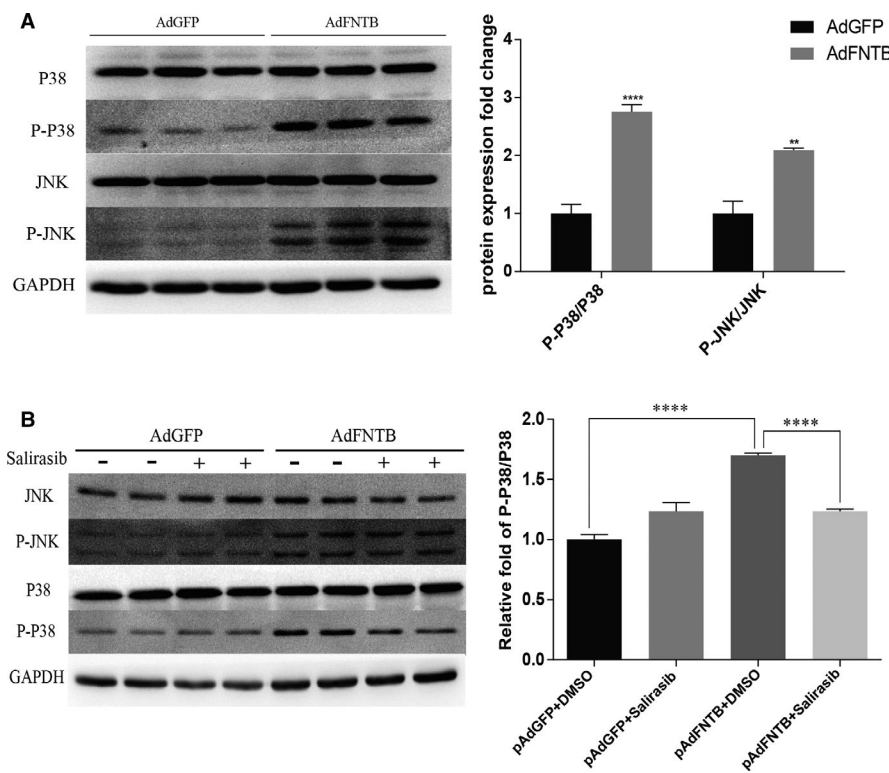 A
AdGFP AdFNTB
P38
P-P38
JNK
P-JNK
GAPDH
protein expression fold change
4
3
2
1
0
****
**
P-P38/P38
P-JNK/JNK
AdGFP
AdFNTB
B
AdGFP AdFNTB
Salirasib - - + + - - + +
JNK
P-JNK
P38
P-P38
GAPDH
Relative fold of P-P38/P38
2.0
1.5
1.0
0.5
0.0
**** ****
pAdGFP+DMSO
pAdGFP+Salirasib
pAdFNTB+DMSO
pAdFNTB+Salirasib